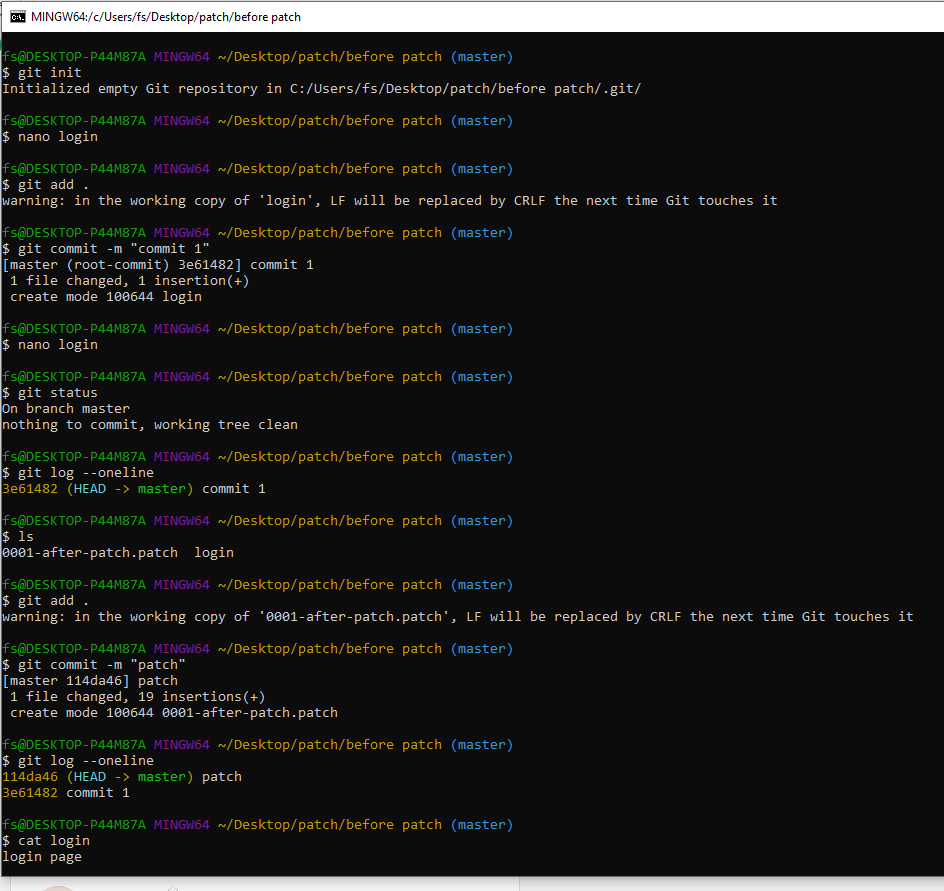 MINGW64:/c/Users/fs/Desktop/patch/before patch
fs@DESKTOP-P44M87A MINGW64 ~/Desktop/patch/before patch (master)
$ git init
Initialized empty Git repository in C:/Users/fs/Desktop/patch/before patch/.git/
fs@DESKTOP-P44M87A MINGW64 ~/Desktop/patch/before patch (master)
$ nano login
fs@DESKTOP-P44M87A MINGW64 ~/Desktop/patch/before patch (master)
$ git add .
warning: in the working copy of 'login', LF will be replaced by CRLF the next time Git touches it
fs@DESKTOP-P44M87A MINGW64 ~/Desktop/patch/before patch (master)
$ git commit -m "commit 1"
[master (root-commit) 3e61482] commit 1
 1 file changed, 1 insertion(+)
 create mode 100644 login
fs@DESKTOP-P44M87A MINGW64 ~/Desktop/patch/before patch (master)
$ nano login
fs@DESKTOP-P44M87A MINGW64 ~/Desktop/patch/before patch (master)
$ git status
On branch master
nothing to commit, working tree clean
fs@DESKTOP-P44M87A MINGW64 ~/Desktop/patch/before patch (master)
$ git log --oneline
3e61482 (HEAD -> master) commit 1
fs@DESKTOP-P44M87A MINGW64 ~/Desktop/patch/before patch (master)
$ ls
0001-after-patch.patch  login
fs@DESKTOP-P44M87A MINGW64 ~/Desktop/patch/before patch (master)
$ git add .
warning: in the working copy of '0001-after-patch.patch', LF will be replaced by CRLF the next time Git touches it
fs@DESKTOP-P44M87A MINGW64 ~/Desktop/patch/before patch (master)
$ git commit -m "patch"
[master 114da46] patch
 1 file changed, 19 insertions(+)
 create mode 100644 0001-after-patch.patch
fs@DESKTOP-P44M87A MINGW64 ~/Desktop/patch/before patch (master)
$ git log --oneline
114da46 (HEAD -> master) patch
3e61482 commit 1
fs@DESKTOP-P44M87A MINGW64 ~/Desktop/patch/before patch (master)
$ cat login
login page